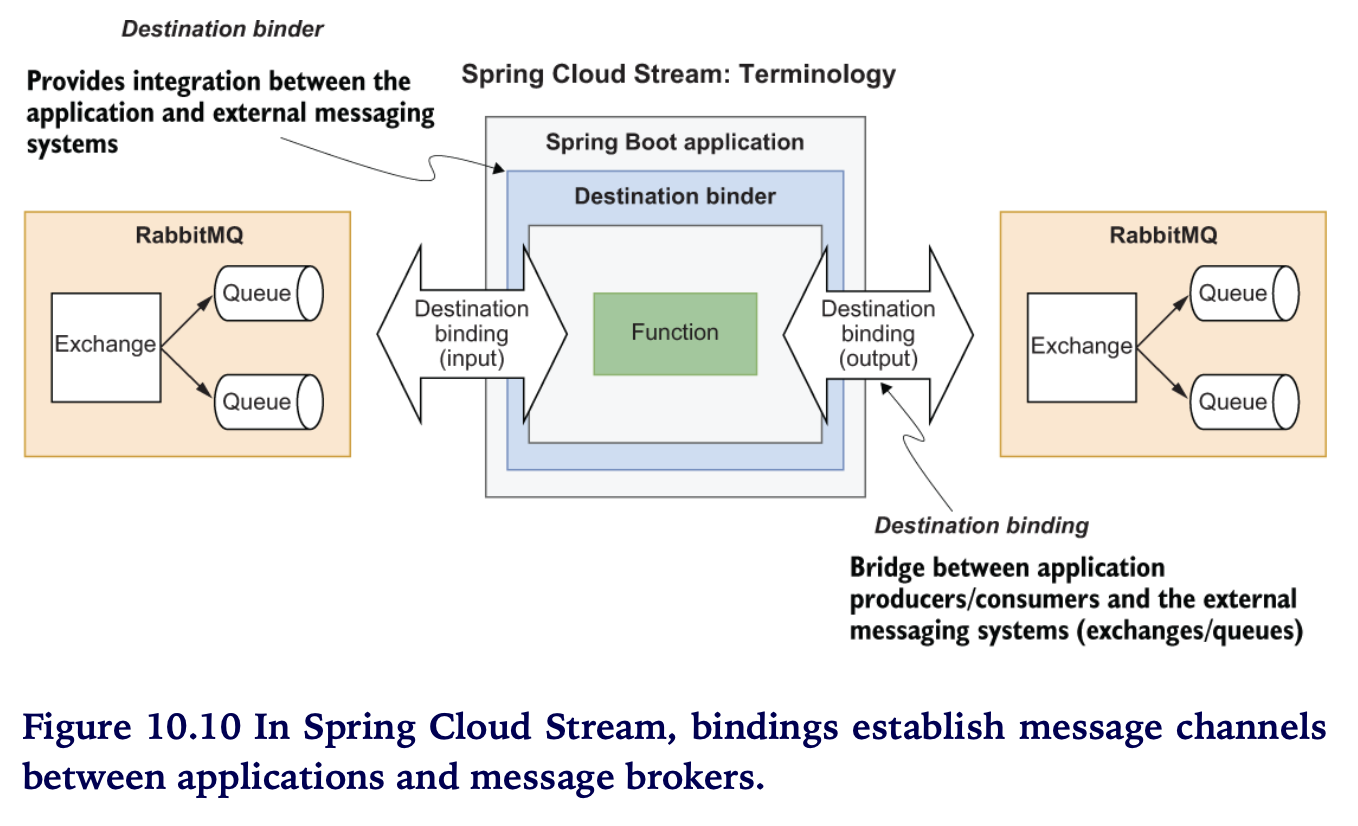 Destination binder
Provides integration between the
application and external messaging
systems
Spring Cloud Stream: Terminology
Spring Boot application
Destination binder
RabbitMQ
Exchange
Queue
Queue
Destination
binding
(input)
Function
Destination
binding
(output)
RabbitMQ
Exchange
Queue
Queue
Destination binding
Bridge between application
producers/consumers and the external
messaging systems (exchanges/queues)
Figure 10.10 In Spring Cloud Stream, bindings establish message channels
between applications and message brokers.